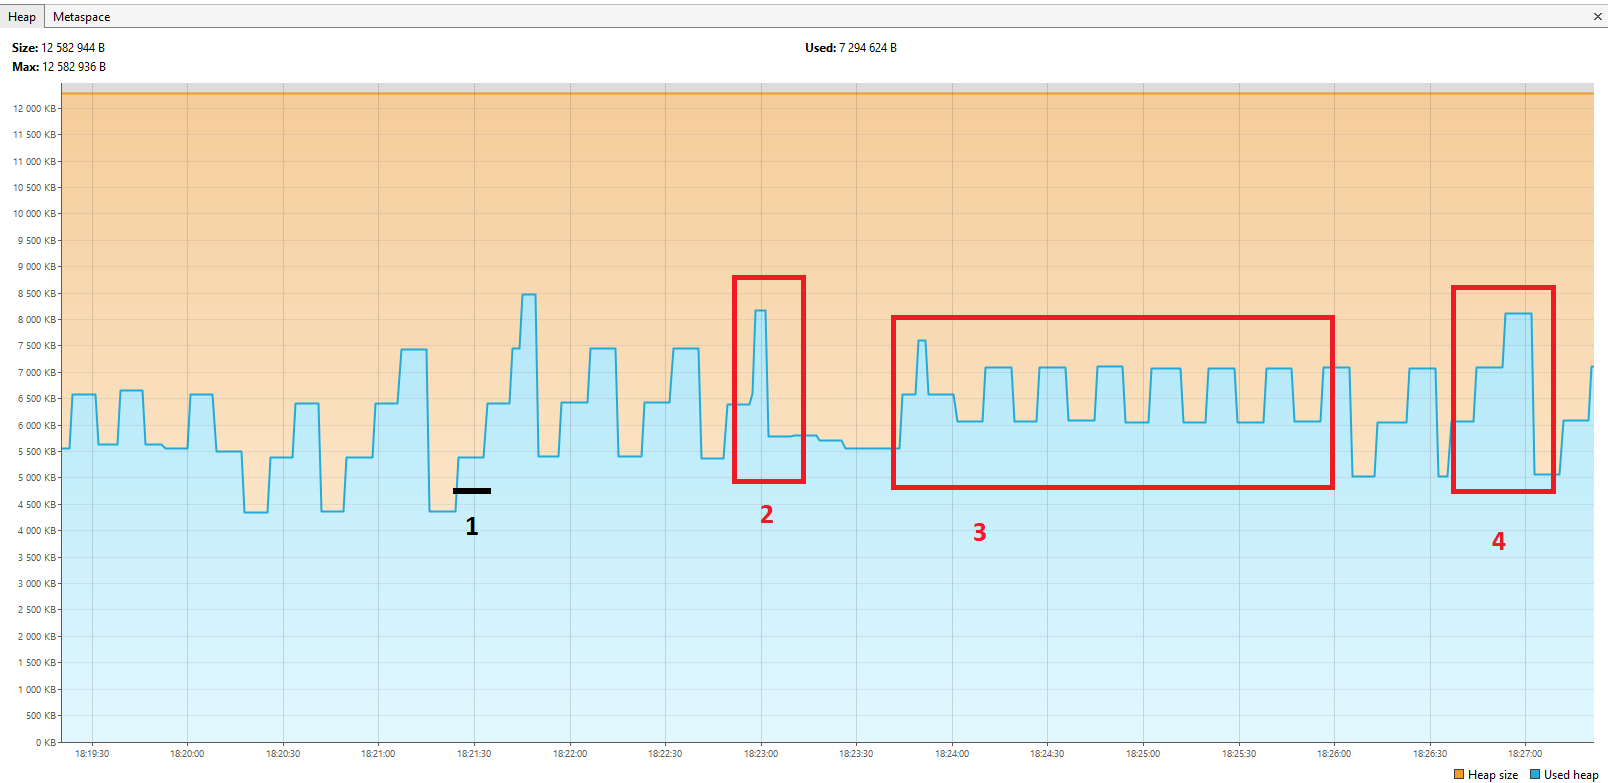 Heap Metaspace ×
Size: 12 582 944 B Used: 7 294 624 B
Max: 12 582 936 B
12 000 KB
11 500 KB
11 000 KB
10 500 KB
10 000 KB
9 500 KB
9 000 KB
8 500 KB
8 000 KB
7 500 KB
7 000 KB
6 500 KB
6 000 KB
5 500 KB
5 000 KB
4 500 KB
4 000 KB
3 500 KB
3 000 KB
2 500 KB
2 000 KB
1 500 KB
1 000 KB
500 KB
0 KB
1
2
3
4
18:19:30 18:20:00 18:20:30 18:21:00 18:21:30 18:22:00 18:22:30 18:23:00 18:23:30 18:24:00 18:24:30 18:25:00 18:25:30 18:26:00 18:26:30 18:27:00
Heap size Used heap